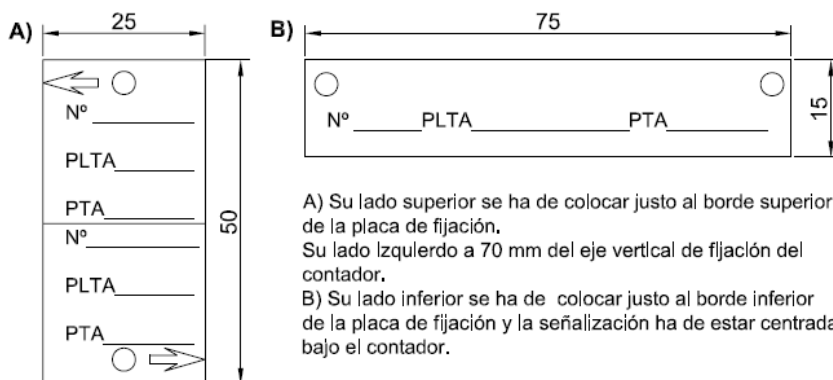 A)
25
Nº
PLTA
PTA
Nº
PLTA
PTA
50
B)
75
Nº PLTA PTA
15
A) Su lado superior se ha de colocar justo al borde superior
de la placa de fijación.
Su lado izquierdo a 70 mm del eje vertical de fijación del
contador.
B) Su lado inferior se ha de colocar justo al borde inferior
de la placa de fijación y la señalización ha de estar centrada
bajo el contador.